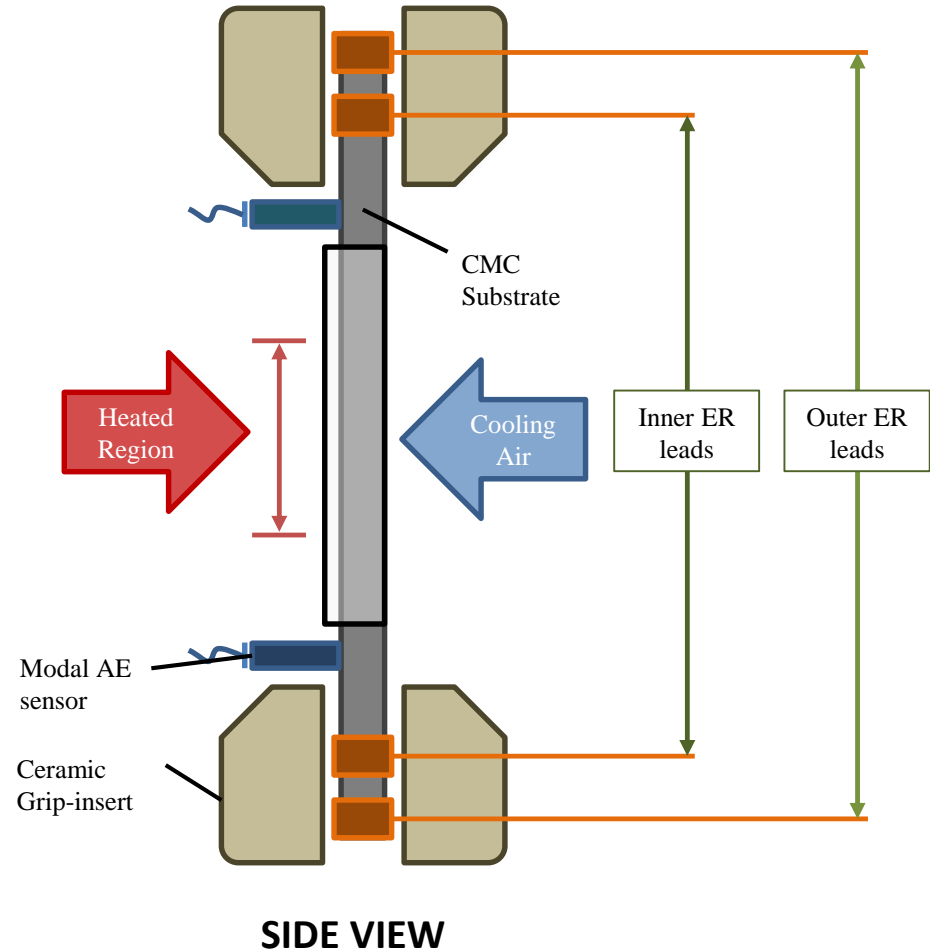 CMC
Substrate
Heated
Region
Cooling
Air
Inner ER
leads
Outer ER
leads
Modal AE
sensor
Ceramic
Grip-insert
SIDE VIEW